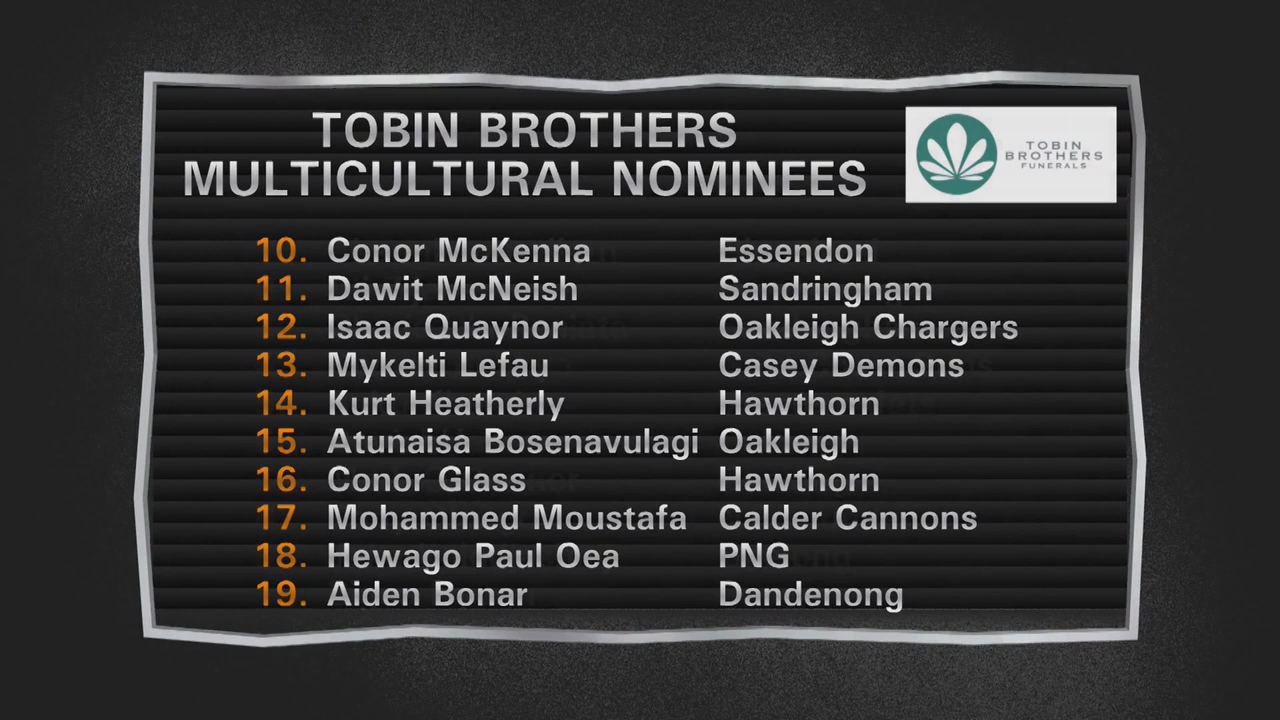 TOBIN BROTHERS
MULTICULTURAL NOMINEES
TOBIN
BROTHERS
FUNERALS
10. Conor McKenna Essendon
11. Dawit McNeish Sandringham
12. Isaac Quaynor Oakleigh Chargers
13. Mykelti Lefau Casey Demons
14. Kurt Heatherly Hawthorn
15. Atunaisa Bosenavulagi Oakleigh
16. Conor Glass Hawthorn
17. Mohammed Moustafa Calder Cannons
18. Hewago Paul Oea PNG
19. Aiden Bonar Dandenong